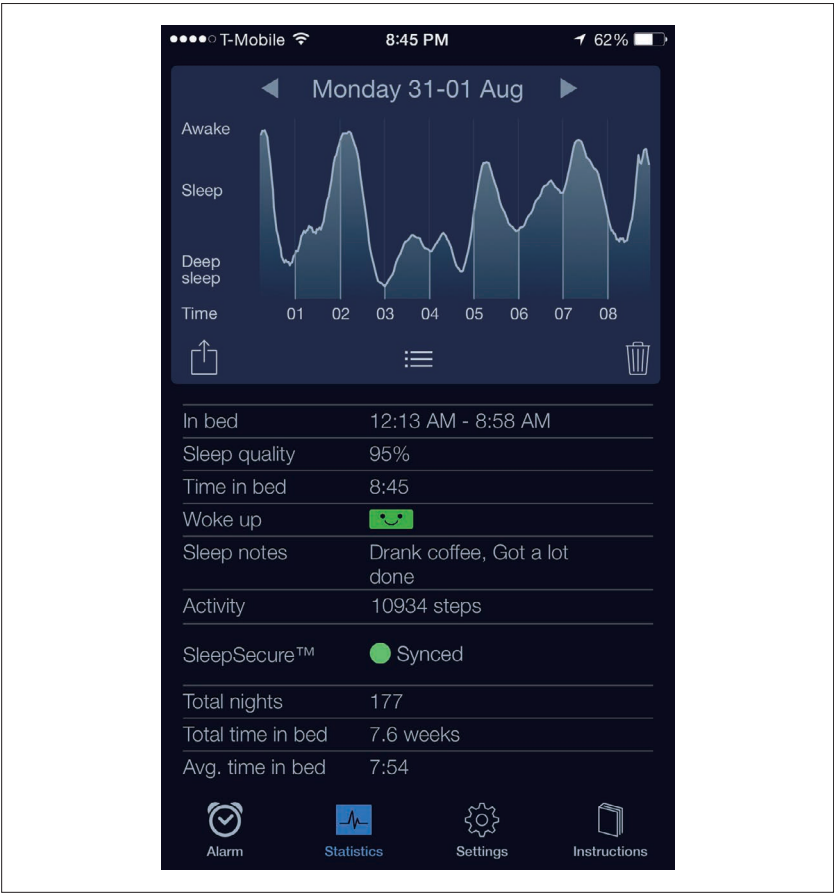 T-Mobile 8:45 PM 62%
Monday 31-01 Aug
Awake
Sleep
Deep
sleep
Time 01 02 03 04 05 06 07 08
In bed 12:13 AM - 8:58 AM
Sleep quality 95%
Time in bed 8:45
Woke up
Sleep notes Drank coffee, Got a lot
done
Activity 10934 steps
SleepSecure™ Synced
Total nights 177
Total time in bed 7.6 weeks
Avg. time in bed 7:54
Alarm Statistics Settings Instructions